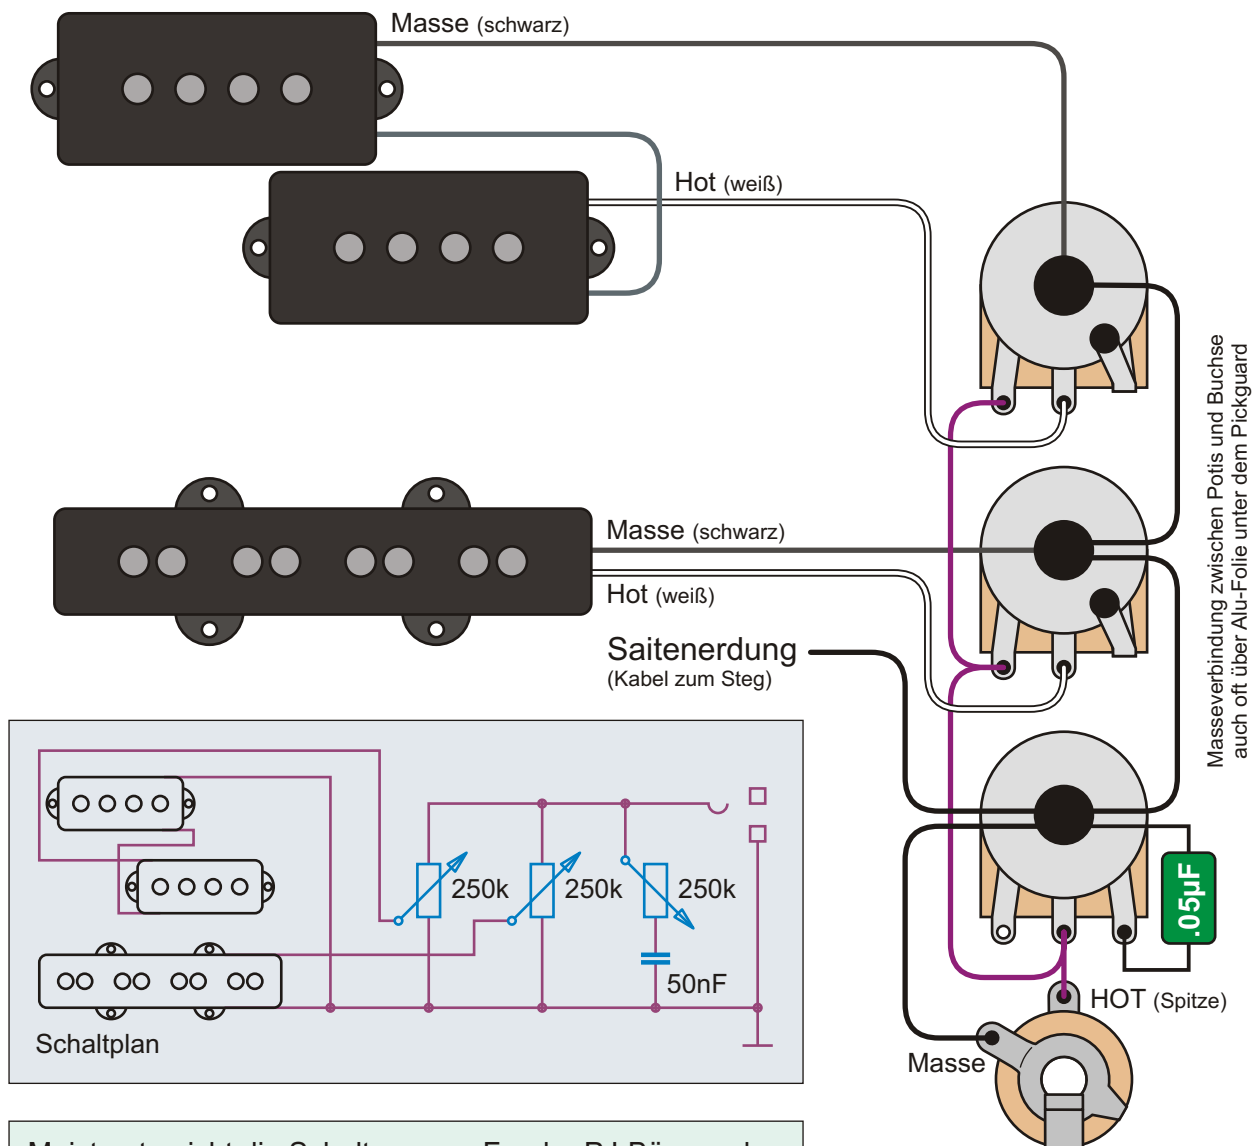 Masse (schwarz)
Hot (weiß)
Masse (schwarz)
Hot (weiß)
Saitenerdung
(Kabel zum Steg)
Masseverbindung zwischen Potis und Buchse
auch oft über Alu-Folie unter dem Pickguard
250k
250k
250k
50nF
Schaltplan
.05µF
HOT (Spitze)
Masse